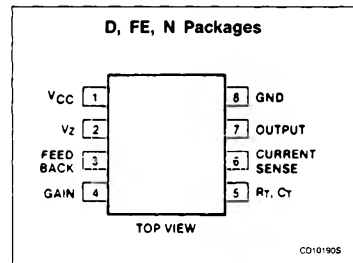 D, FE, N Packages
VCC 1
8 GND
VZ 2
7 OUTPUT
FEED
BACK 3
6 CURRENT
SENSE
GAIN 4
5 RT, CT
TOP VIEW
CD10190S